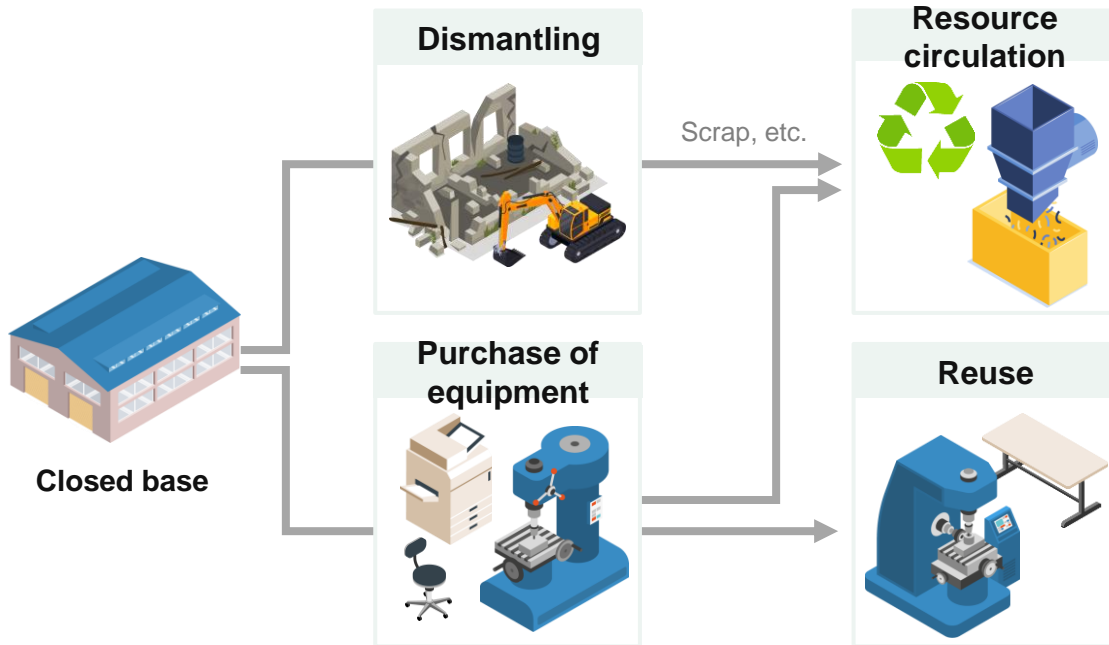 Dismantling
Resource
circulation
Scrap, etc.
Closed base
Purchase of
equipment
Reuse